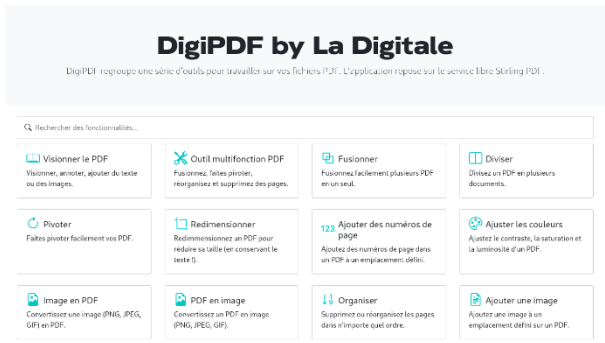 DigiPDF by La Digitale
DigiPDF regroupe une série d'outils pour travailler sur vos fichiers PDF. L'application repose sur le service libre Stirling PDF.
Rechercher des fonctionnalités...
Visionner le PDF
Visionner, annoter, ajouter du texte
ou des images.
Outil multifonction PDF
Fusionnez, faites pivoter,
réorganisez et supprimez des pages.
Fusionner
Fusionnez facilement plusieurs PDF
en un seul.
Diviser
Divisez un PDF en plusieurs
documents.
Pivoter
Faites pivoter facilement vos PDF.
Redimensionner
Redimmensionnez un PDF pour
réduire sa taille (en conservant le
texte !).
123 Ajouter des numéros de
page
Ajoutez des numéros de page dans
un PDF à un emplacement défini.
Ajuster les couleurs
Ajustez le contraste, la saturation et
la luminosité d'un PDF.
Image en PDF
Convertissez une image (PNG, JPEG,
GIF) en PDF.
PDF en image
Convertissez un PDF en image
(PNG, JPEG, GIF).
Organiser
Supprimez ou réorganisez les pages
dans n'importe quel ordre.
Ajouter une image
Ajoutez une image à un
emplacement défini sur un PDF.